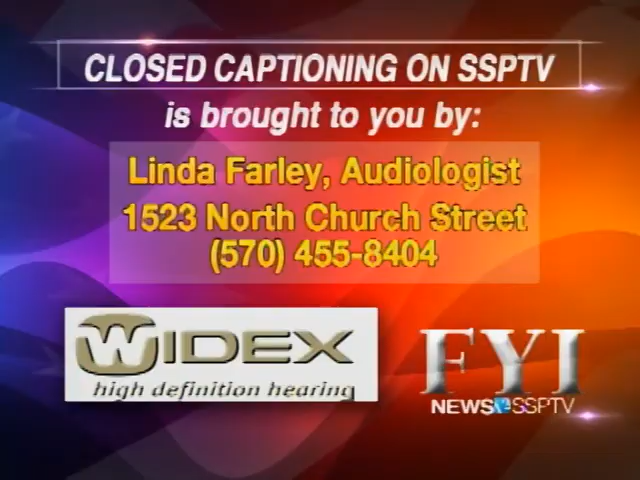 CLOSED CAPTIONING ON SSPTV
is brought to you by:
Linda Farley, Audiologist
1523 North Church Street
(570) 455-8404
WIDEX
high definition hearing
FYI
NEWS SSPTV